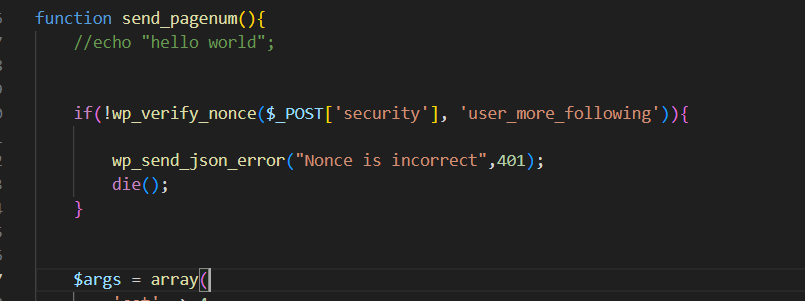 function send_pagenum(){
//echo "hello world";
if(!wp_verify_nonce($_POST['security'], 'user_more_following')){
wp_send_json_error("Nonce is incorrect",401);
die();
}
$args = array(